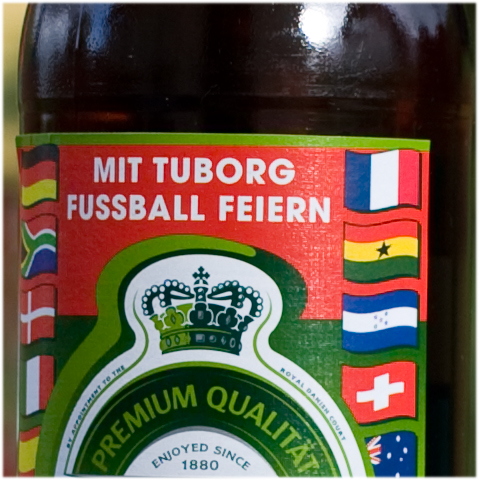 MIT TUBORG
FUSSBALL FEIERN
BY APPOINTMENT TO THE
ROYAL DANISH COURT
PREMIUM QUALITÄT
ENJOYED SINCE
1880